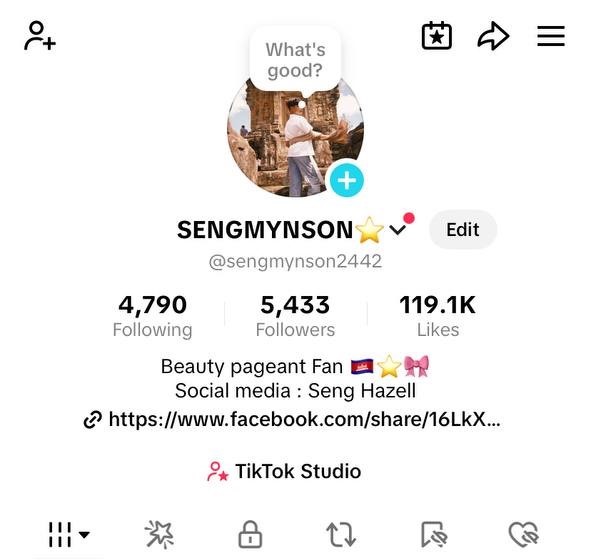 What's
good?
SENGMYNSON⭐
Edit
@sengmynson2442
4,790 5,433 119.1K
Following Followers Likes
Beauty pageant Fan 🇰🇭⭐🎀
Social media : Seng Hazell
https://www.facebook.com/share/16LkX...
TikTok Studio